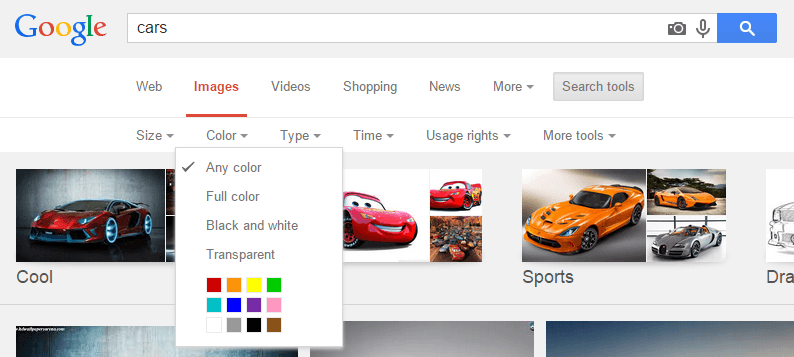 Google
cars
Web Images Videos Shopping News More Search tools
Size Color Type Time Usage rights More tools
Any color
Full color
Black and white
Transparent
Cool
Sports
Dra